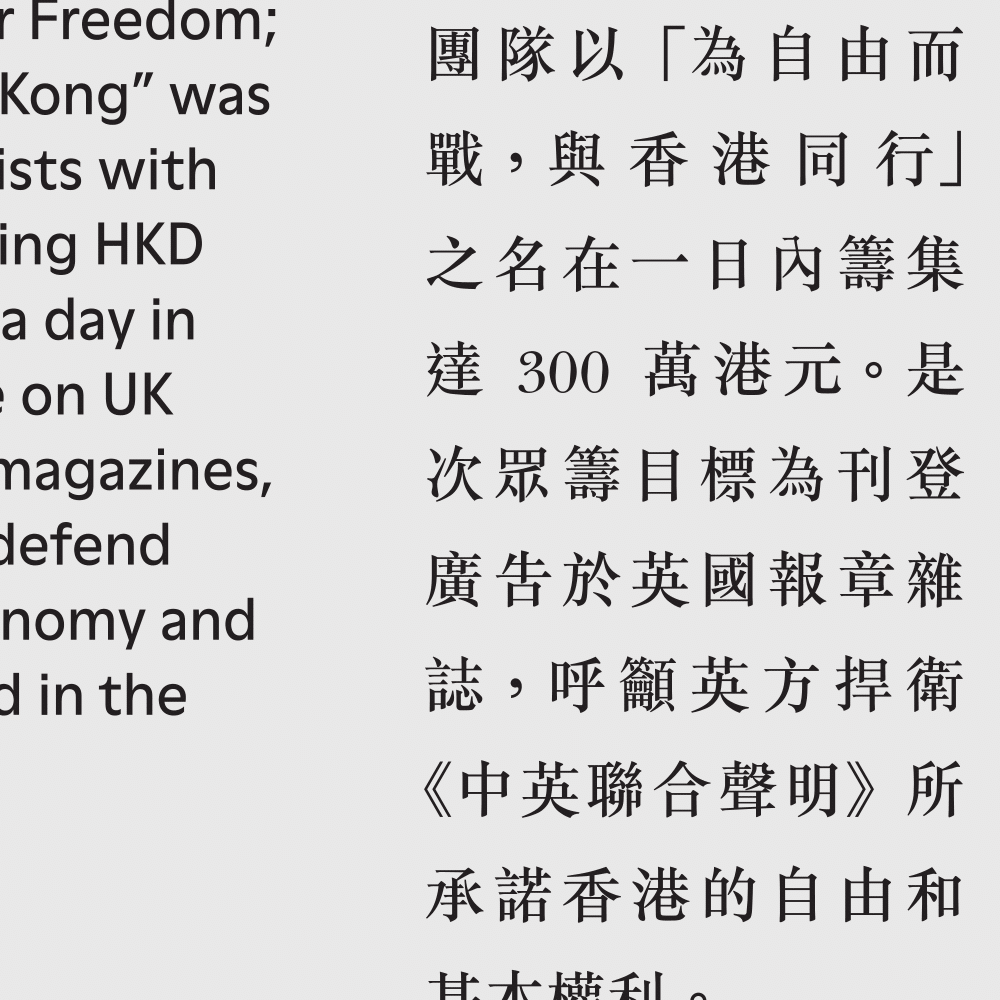 r Freedom;
Kong” was
ists with
ing HKD
a day in
e on UK
magazines,
defend
nomy and
d in the
團隊以「為自由而
戰，與香港同行」
之名在一日內籌集
達 300 萬港元。是
次眾籌目標為刊登
廣告於英國報章雜
誌，呼籲英方捍衛
《中英聯合聲明》所
承諾香港的自由和
基本權利。